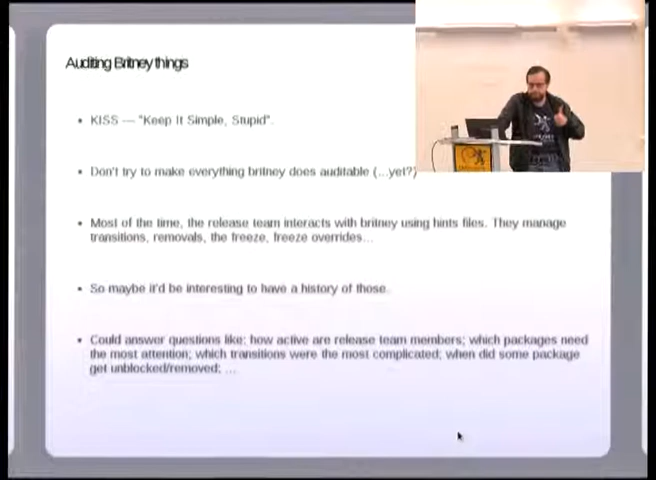 Auditing Britney things
• KISS — "Keep It Simple, Stupid".
• Don't try to make everything britney does auditable (...yet?)
• Most of the time, the release team interacts with britney using hints files. They manage
transitions, removals, the freeze, freeze overrides...
• So maybe it'd be interesting to have a history of those.
• Could answer questions like: how active are release team members; which packages need
the most attention; which transitions were the most complicated; when did some package
get unblocked/removed; ...